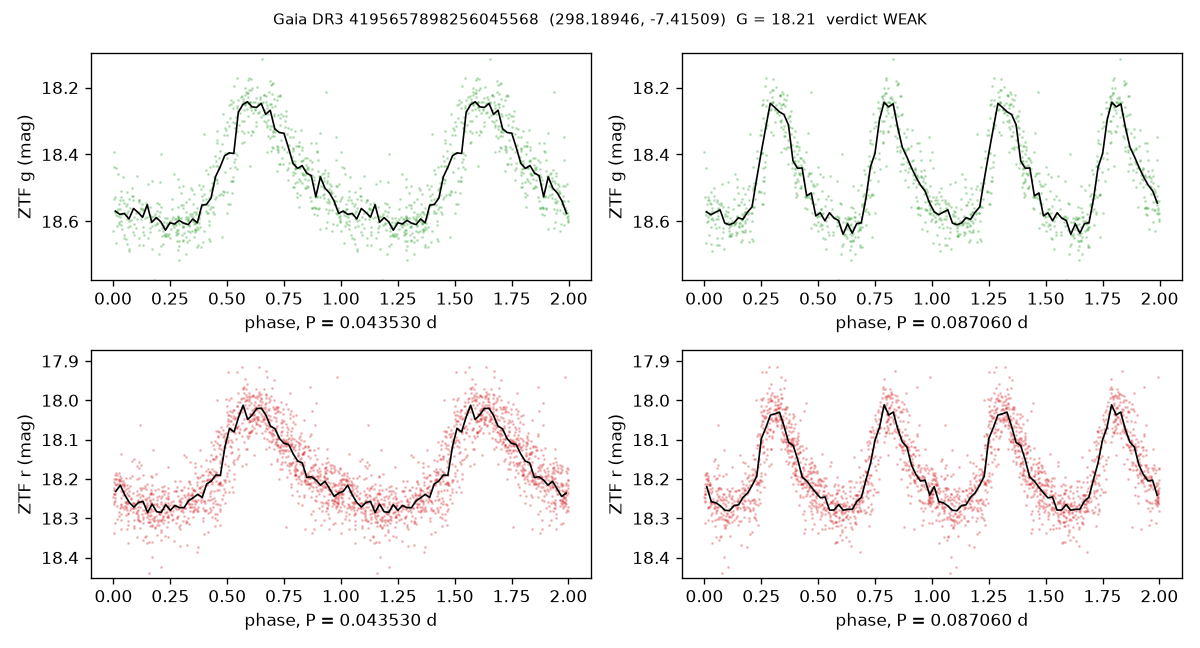 Gaia DR3 4195657898256045568 (298.18946, -7.41509) G = 18.21 verdict WEAK
ZTF g (mag)
18.2
18.4
18.6
0.00 0.25 0.50 0.75 1.00 1.25 1.50 1.75 2.00
phase, P = 0.043530 d
ZTF g (mag)
18.2
18.4
18.6
0.00 0.25 0.50 0.75 1.00 1.25 1.50 1.75 2.00
phase, P = 0.087060 d
ZTF r (mag)
17.9
18.0
18.1
18.2
18.3
18.4
0.00 0.25 0.50 0.75 1.00 1.25 1.50 1.75 2.00
phase, P = 0.043530 d
ZTF r (mag)
17.9
18.0
18.1
18.2
18.3
18.4
0.00 0.25 0.50 0.75 1.00 1.25 1.50 1.75 2.00
phase, P = 0.087060 d